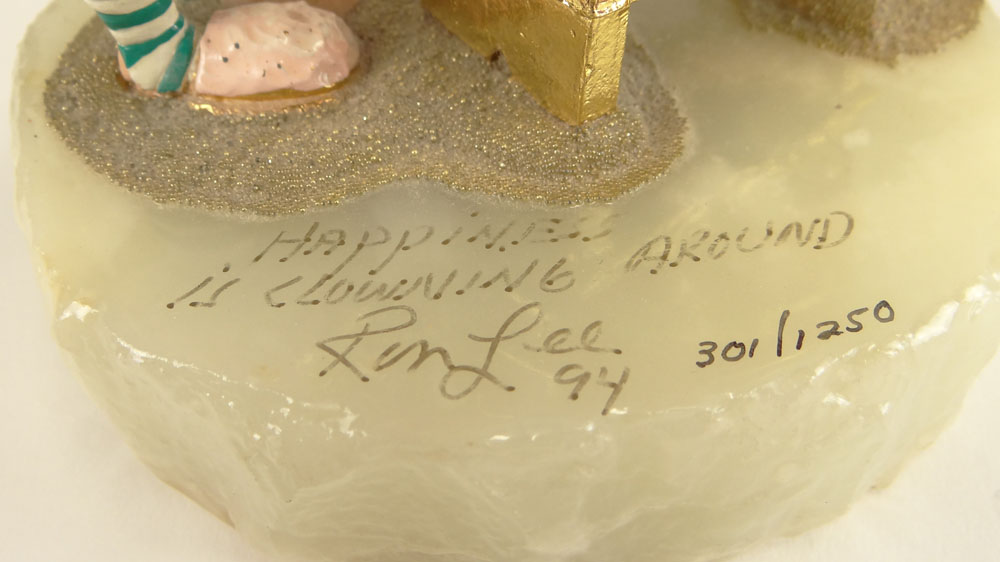 HAPPINESS
IS CLOWNING AROUND
Ron Lee
94
301/1250